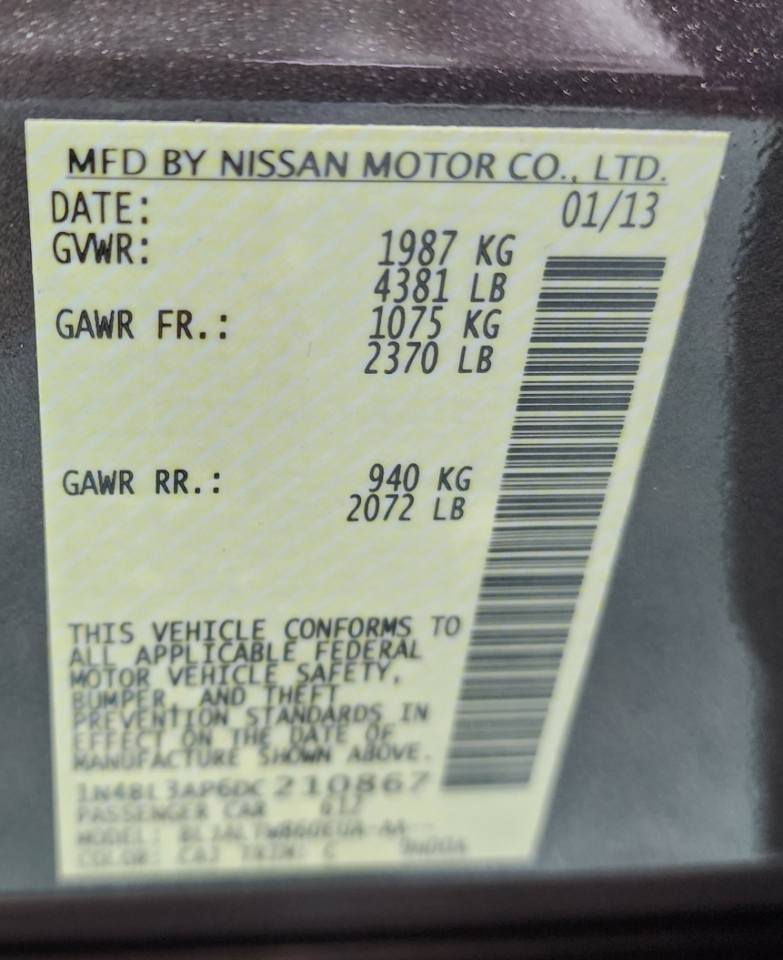 MFD BY NISSAN MOTOR CO., LTD.
DATE: 01/13
GVWR: 1987 KG
4381 LB
GAWR FR.: 1075 KG
2370 LB
GAWR RR.: 940 KG
2072 LB
THIS VEHICLE CONFORMS TO
ALL APPLICABLE FEDERAL
MOTOR VEHICLE SAFETY,
BUMPER, AND THEFT
PREVENTION STANDARDS IN
EFFECT ON THE DATE OF
MANUFACTURE SHOWN ABOVE.
1N4BL3AP6DC210867
PASSENGER CAR
MODEL:
COLOR: CAJ TRIM: C